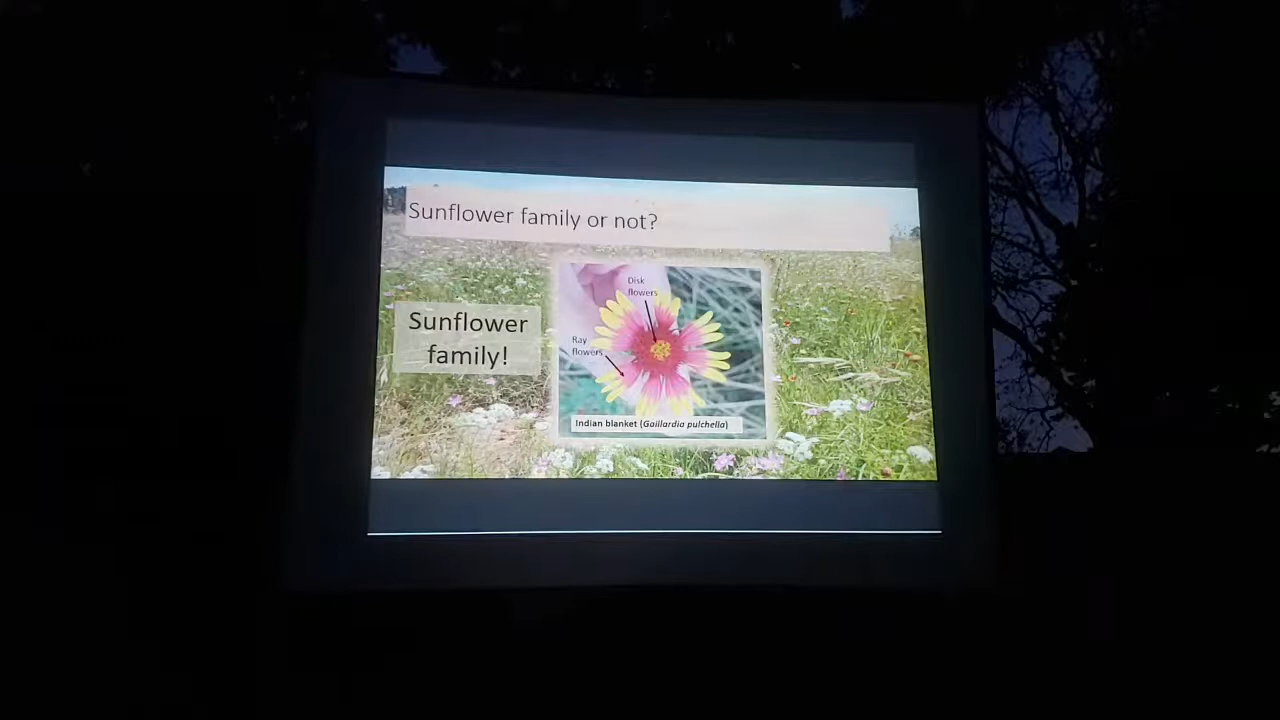 Sunflower family or not?
Sunflower
family!
Disk
flowers
Ray
flowers
Indian blanket (Gaillardia pulchella)